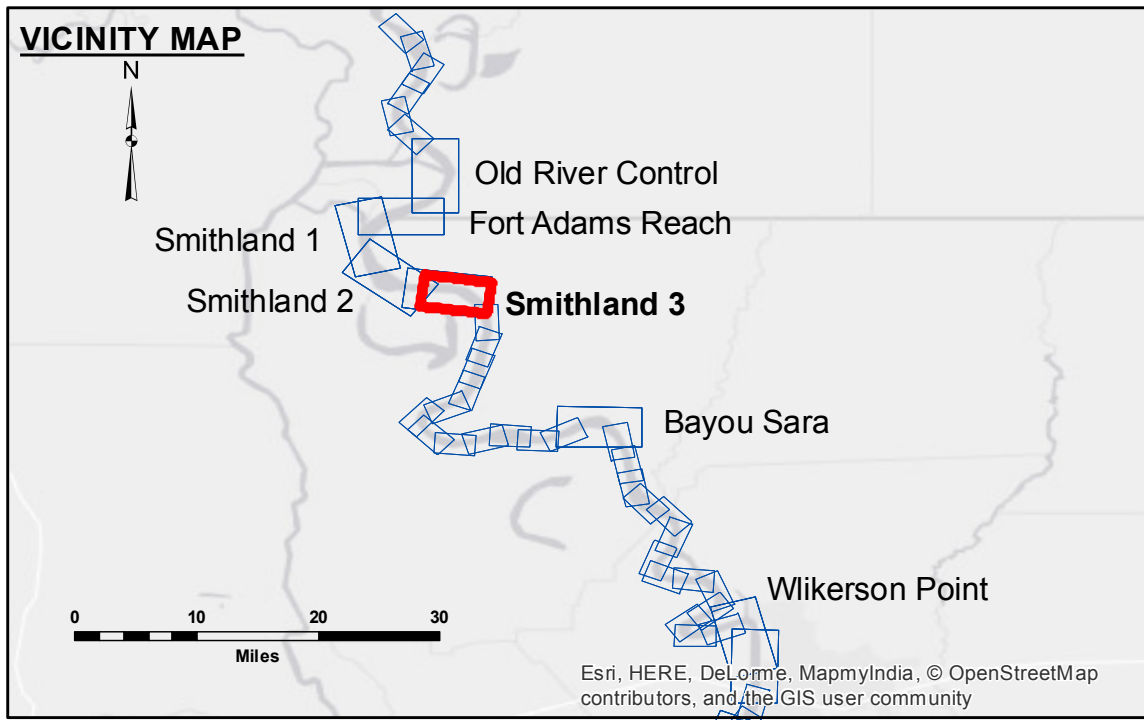 VICINITY MAP
N
Old River Control
Fort Adams Reach
Smithland 1
Smithland 2
Smithland 3
Bayou Sara
Wlikerson Point
0 10 20 30
Miles
Esri, HERE, DeLorme, MapmyIndia, © OpenStreetMap
contributors, and the GIS user community